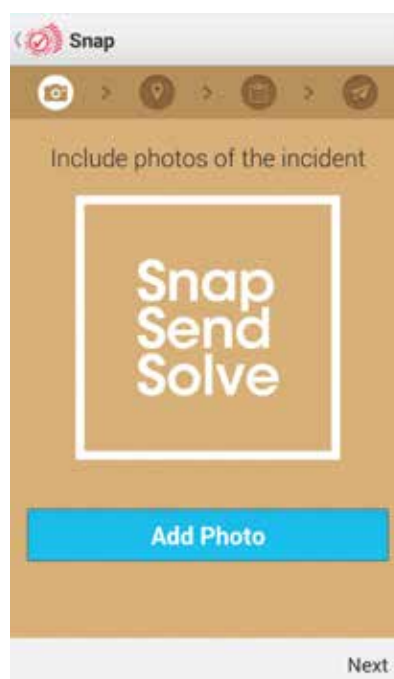 Snap
Include photos of the incident
Snap
Send
Solve
Add Photo
Next